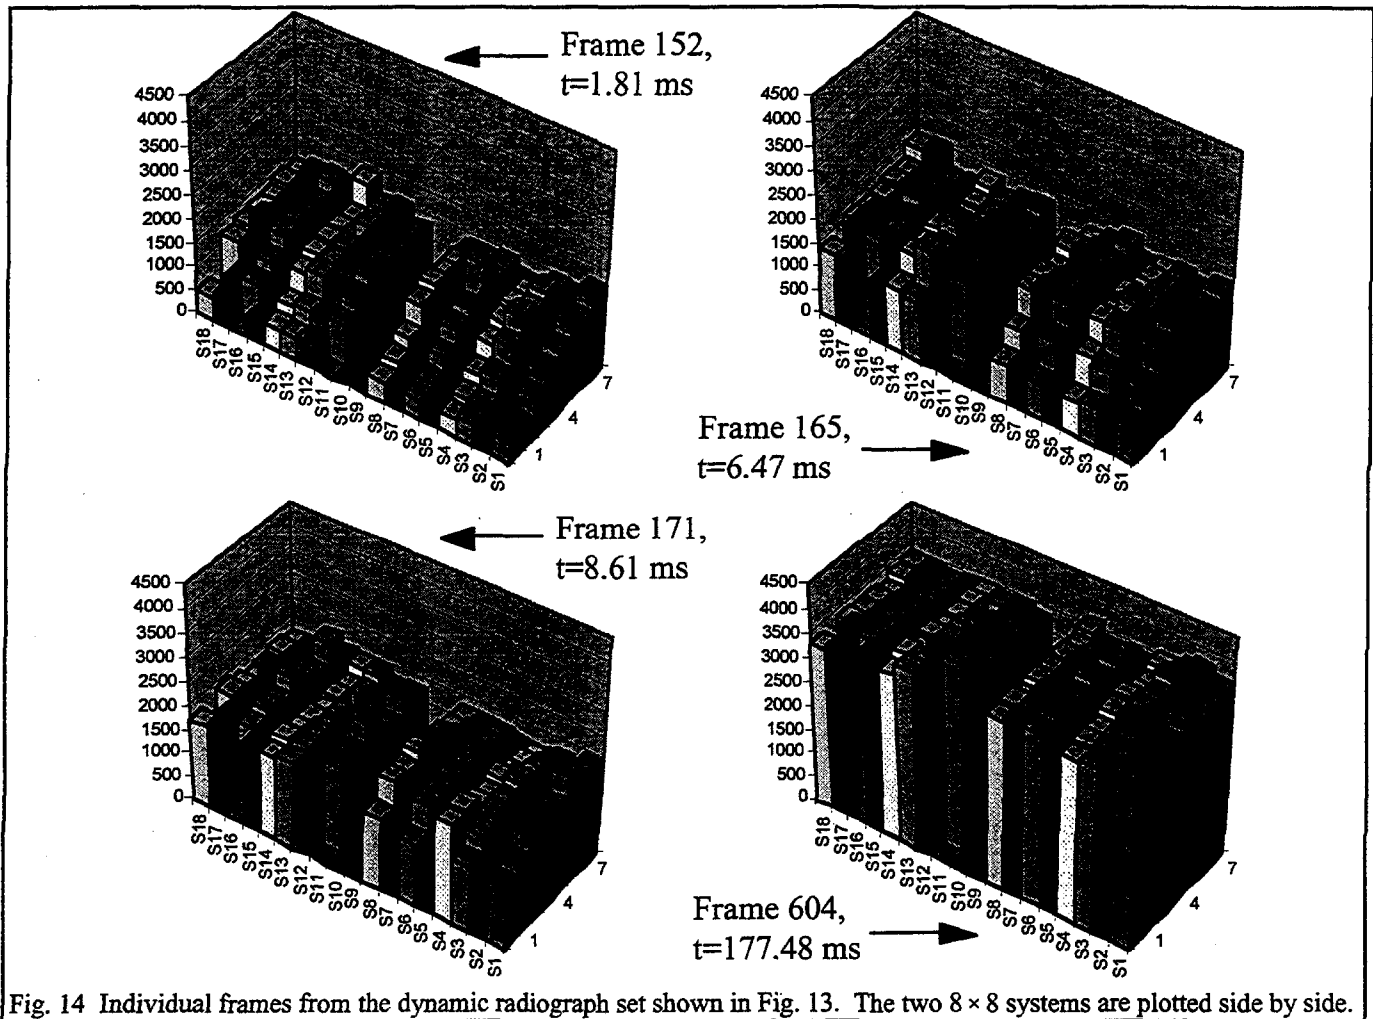 Frame 152,
t=1.81 ms
4500
4000
3500
3000
2500
2000
1500
1000
500
0
S18
S17
S16
S15
S14
S13
S12
S11
S10
S9
S8
S7
S6
S5
S4
S3
S2
S1
1
4
7
4500
4000
3500
3000
2500
2000
1500
1000
500
0
S18
S17
S16
S15
S14
S13
S12
S11
S10
S9
S8
S7
S6
S5
S4
S3
S2
S1
1
4
7
Frame 165,
t=6.47 ms
Frame 171,
t=8.61 ms
4500
4000
3500
3000
2500
2000
1500
1000
500
0
S18
S17
S16
S15
S14
S13
S12
S11
S10
S9
S8
S7
S6
S5
S4
S3
S2
S1
1
4
7
4500
4000
3500
3000
2500
2000
1500
1000
500
0
S18
S17
S16
S15
S14
S13
S12
S11
S10
S9
S8
S7
S6
S5
S4
S3
S2
S1
1
4
7
Frame 604,
t=177.48 ms
Fig. 14 Individual frames from the dynamic radiograph set shown in Fig. 13. The two 8 × 8 systems are plotted side by side.